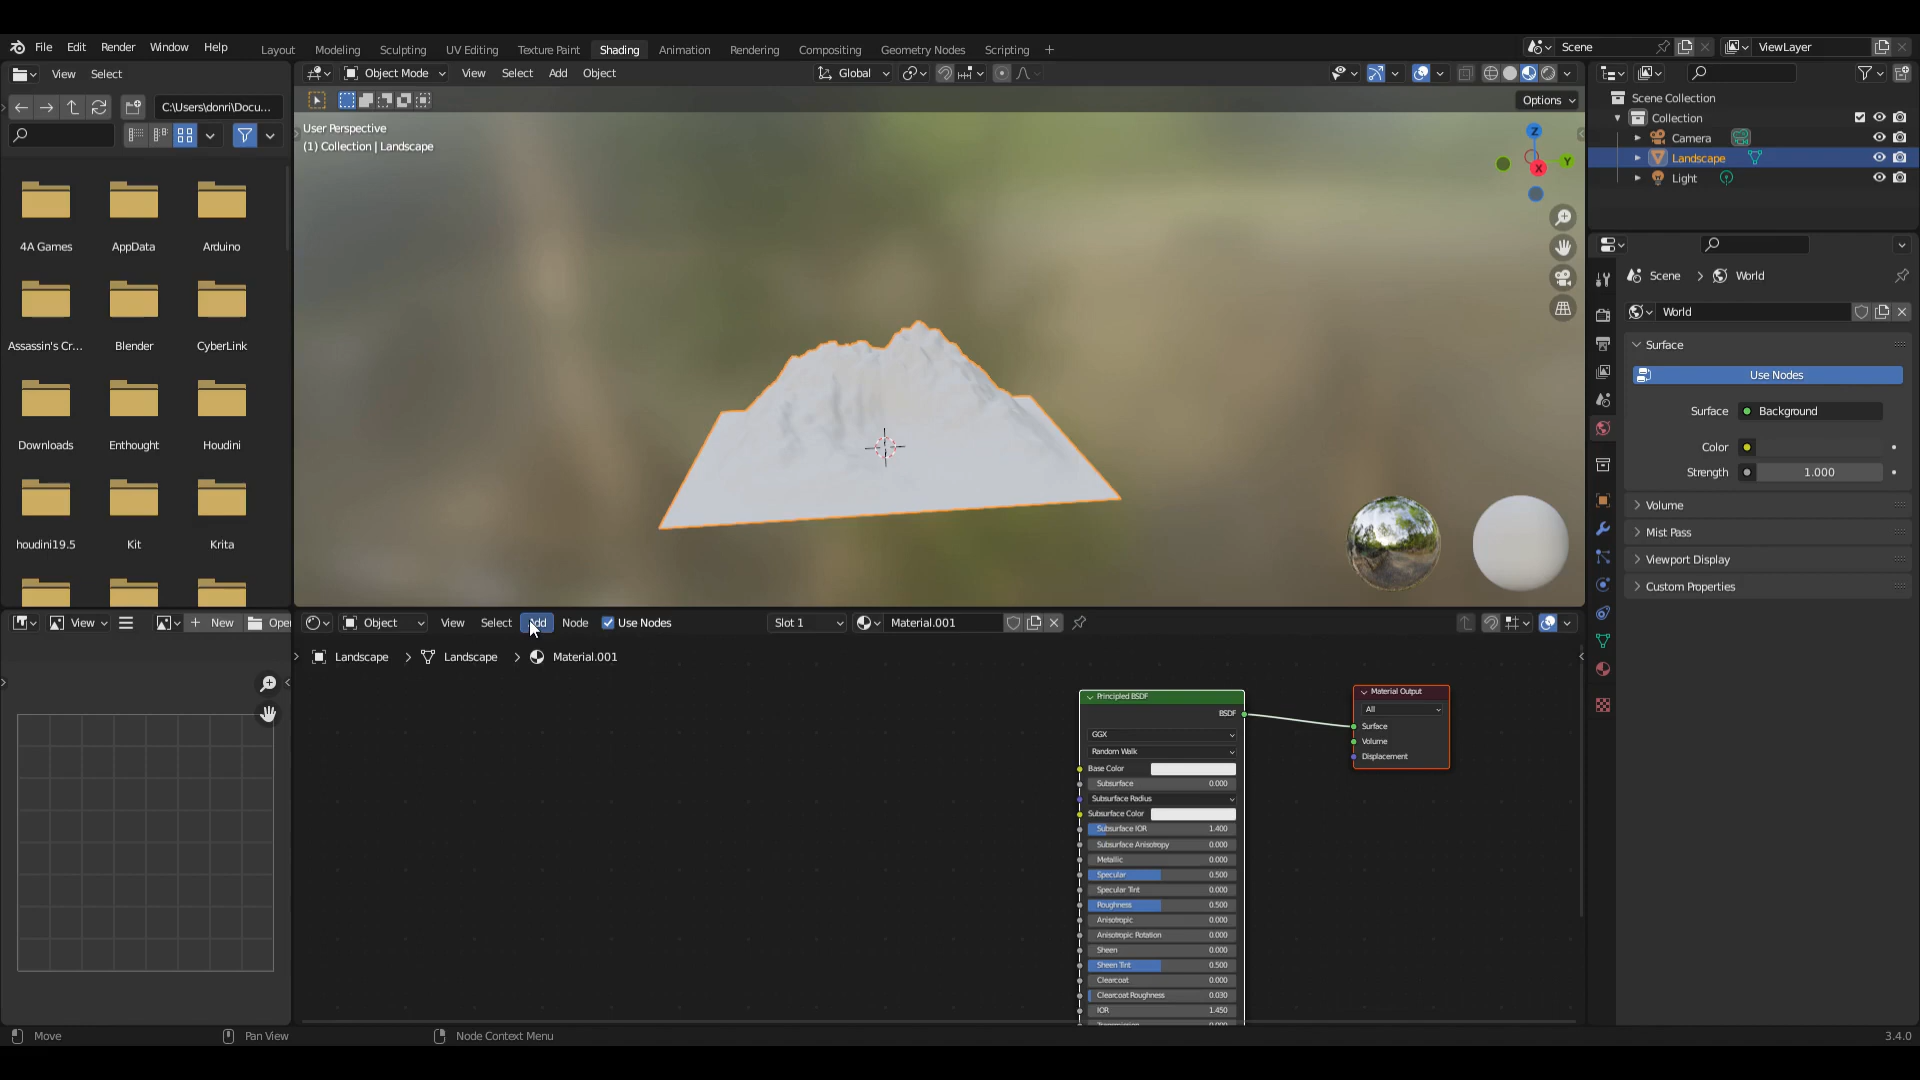 File Edit Render Window Help
Layout Modeling Sculpting UV Editing Texture Paint Shading Animation Rendering Compositing Geometry Nodes Scripting +
Scene
ViewLayer
View Select
Object Mode View Select Add Object
Global
Options
C:\Users\donri\Docu...
4A Games AppData Arduino
Assassin's Cr... Blender CyberLink
Downloads Enthought Houdini
houdini19.5 Kit Krita
User Perspective
(1) Collection | Landscape
Z
Y
X
Scene Collection
Collection
Camera
Landscape
Light
Scene > World
World
Surface
Use Nodes
Surface Background
Color
Strength 1.000
Volume
Mist Pass
Viewport Display
Custom Properties
View
+ New
Open
Object View Select Add Node Use Nodes
Slot 1
Material.001
Landscape > Landscape > Material.001
Principled BSDF
BSDF
GGX
Random Walk
Base Color
Subsurface 0.000
Subsurface Radius
Subsurface Color
Subsurface IOR 1.400
Subsurface Anisotropy 0.000
Metallic 0.000
Specular 0.500
Specular Tint 0.000
Roughness 0.500
Anisotropic 0.000
Anisotropic Rotation 0.000
Sheen 0.000
Sheen Tint 0.500
Clearcoat 0.000
Clearcoat Roughness 0.030
IOR 1.450
Material Output
All
Surface
Volume
Displacement
Move
Pan View
Node Context Menu
3.4.0